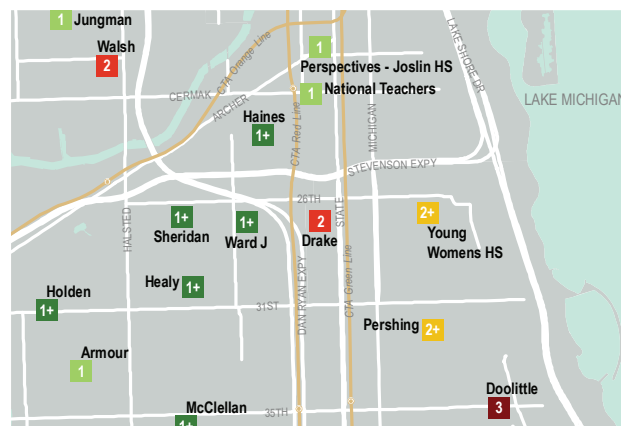 1 Jungman
Walsh
2
CTA Orange Line
LAKE SHORE DR
1
Perspectives - Joslin HS
CERMAK
1 National Teachers
LAKE MICHIGAN
ARCHER
Haines
1+
CTA Red Line
MICHIGAN
STEVENSON EXPY
26TH
1+
Sheridan
1+
Ward J
2
Drake
STATE
2+
Young
Womens HS
HALSTED
DAN RYAN EXPY
CTA Green Line
Healy 1+
Holden
1+
31ST
Pershing 2+
Armour
1
McClellan
1+
35TH
Doolittle
3